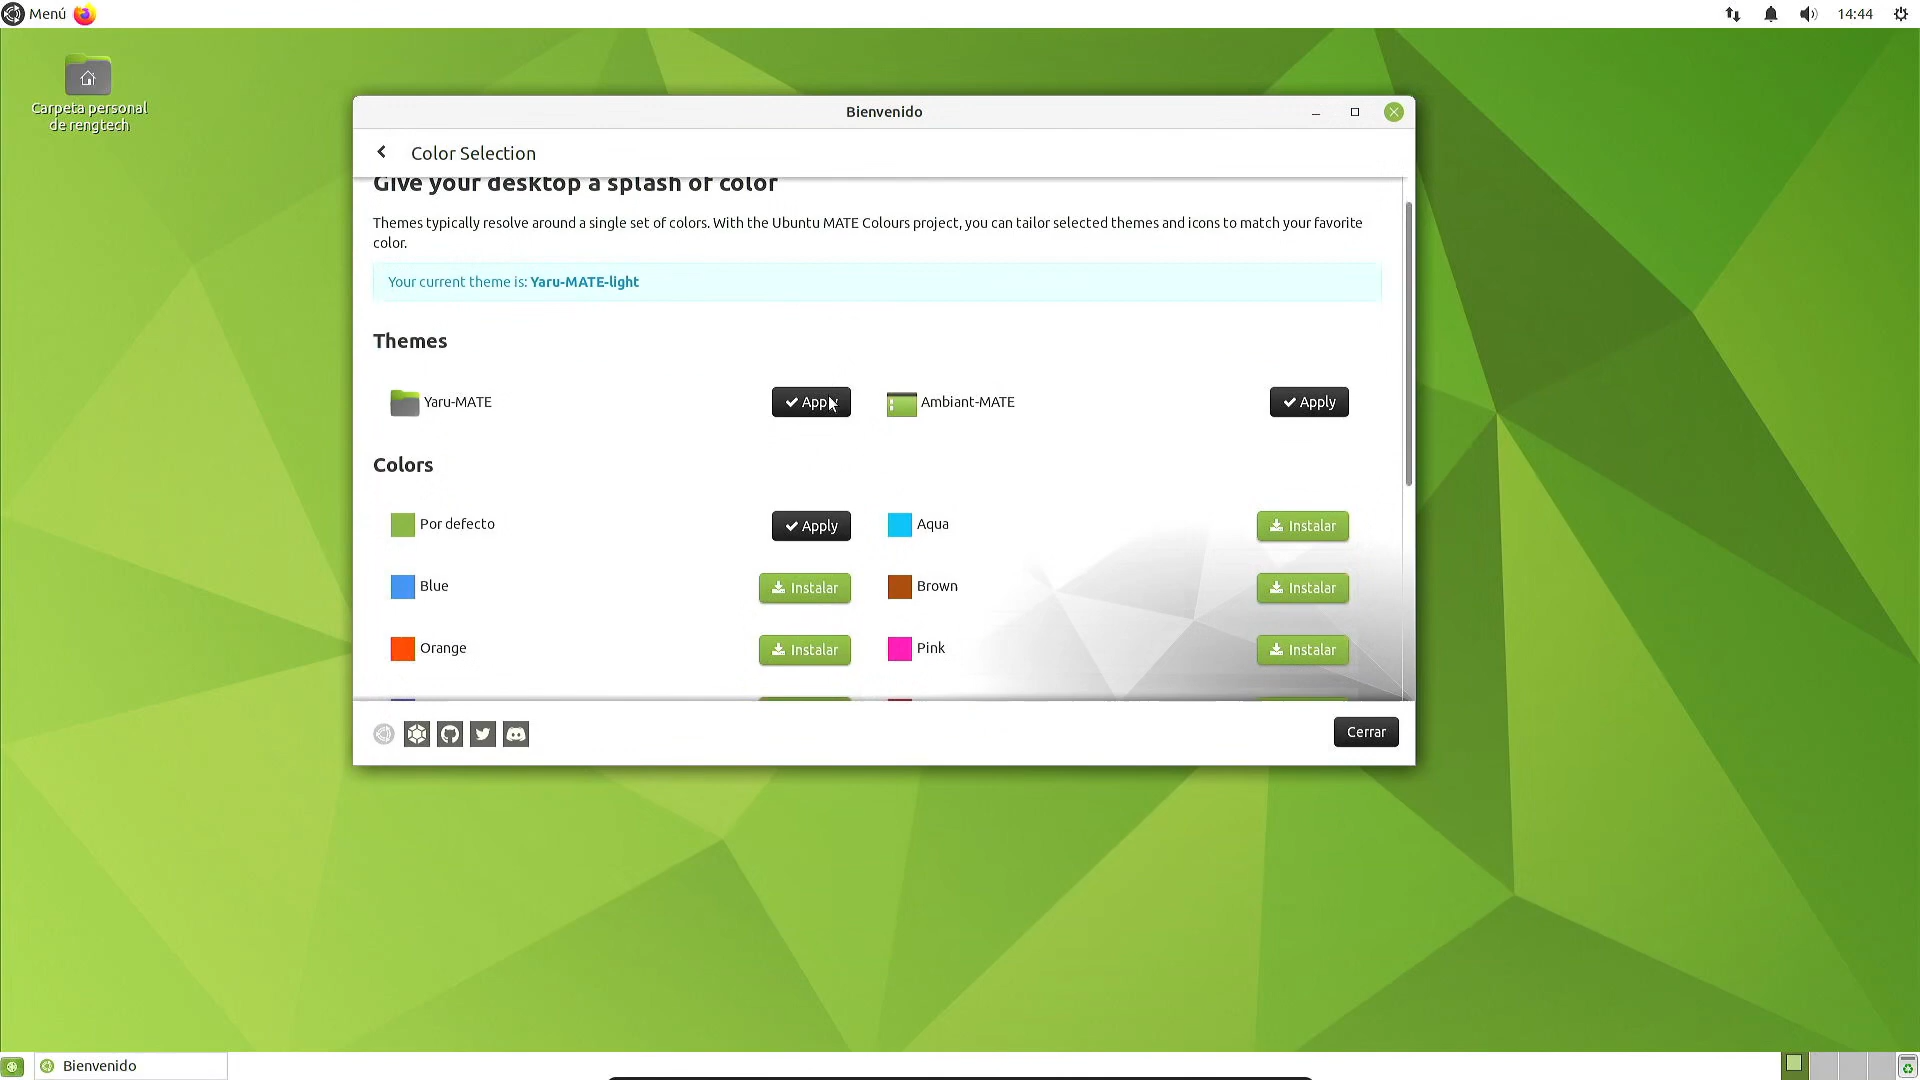 Menú
14:44
Carpeta personal
de rengtech
Bienvenido
Color Selection
Give your desktop a splash of color
Themes typically resolve around a single set of colors. With the Ubuntu MATE Colours project, you can tailor selected themes and icons to match your favorite
color.
Your current theme is: Yaru-MATE-light
Themes
Yaru-MATE
Apply
Ambiant-MATE
Apply
Colors
Por defecto
Apply
Aqua
Instalar
Blue
Instalar
Brown
Instalar
Orange
Instalar
Pink
Instalar
Cerrar
Bienvenido